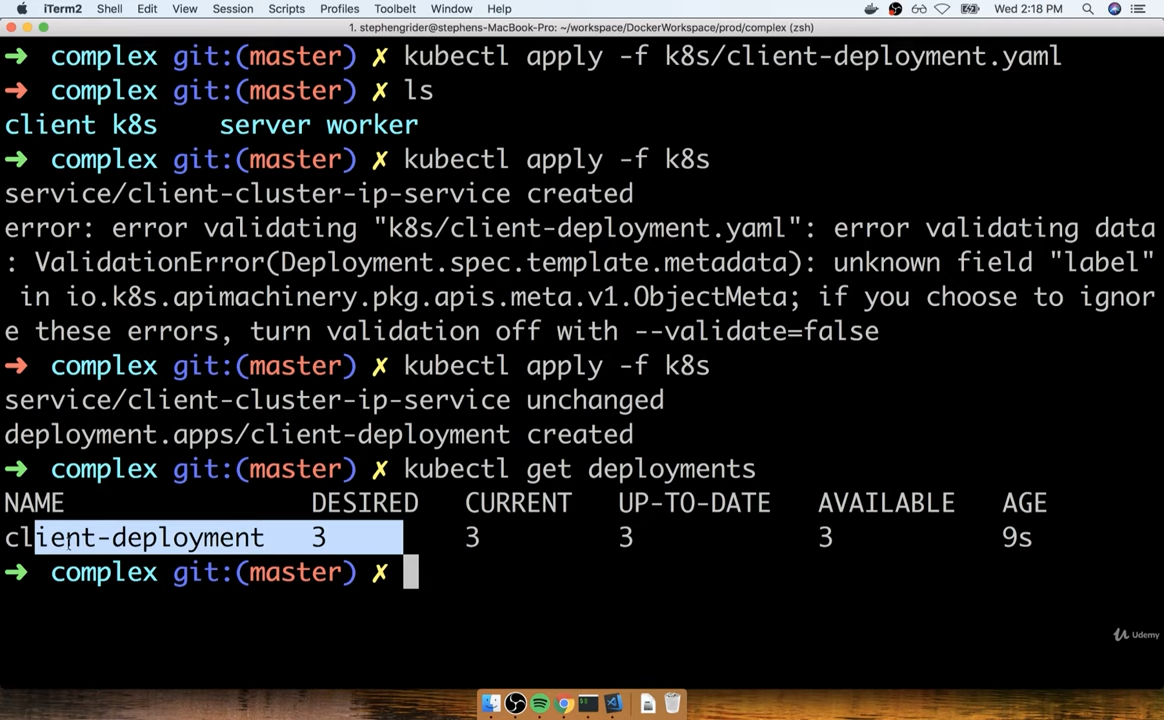 iTerm2 Shell Edit View Session Scripts Profiles Toolbelt Window Help Wed 2:18 PM
1. stephengrider@stephens-MacBook-Pro: ~/workspace/DockerWorkspace/prod/complex (zsh)
➜ complex git:(master) ✗ kubectl apply -f k8s/client-deployment.yaml
➜ complex git:(master) ✗ ls
client k8s server worker
➜ complex git:(master) ✗ kubectl apply -f k8s
service/client-cluster-ip-service created
error: error validating "k8s/client-deployment.yaml": error validating data
: ValidationError(Deployment.spec.template.metadata): unknown field "label"
in io.k8s.apimachinery.pkg.apis.meta.v1.ObjectMeta; if you choose to ignor
e these errors, turn validation off with --validate=false
➜ complex git:(master) ✗ kubectl apply -f k8s
service/client-cluster-ip-service unchanged
deployment.apps/client-deployment created
➜ complex git:(master) ✗ kubectl get deployments
NAME DESIRED CURRENT UP-TO-DATE AVAILABLE AGE
client-deployment 3 3 3 3 9s
➜ complex git:(master) ✗
Udemy